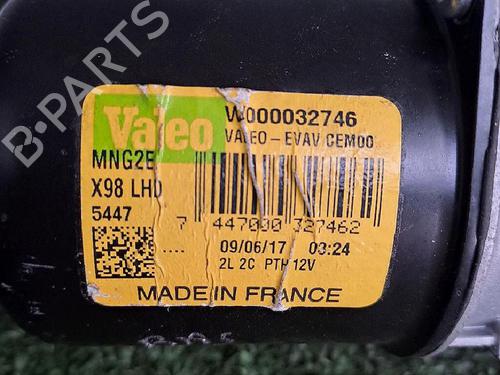 B-PARTS
Valeo
W000032746
VALEO-EVAV CEM00
MNG2E
X98 LHD
5447
7 447000 327462
.... 09/06/17 03:24
2L 2C PTH 12V
MADE IN FRANCE